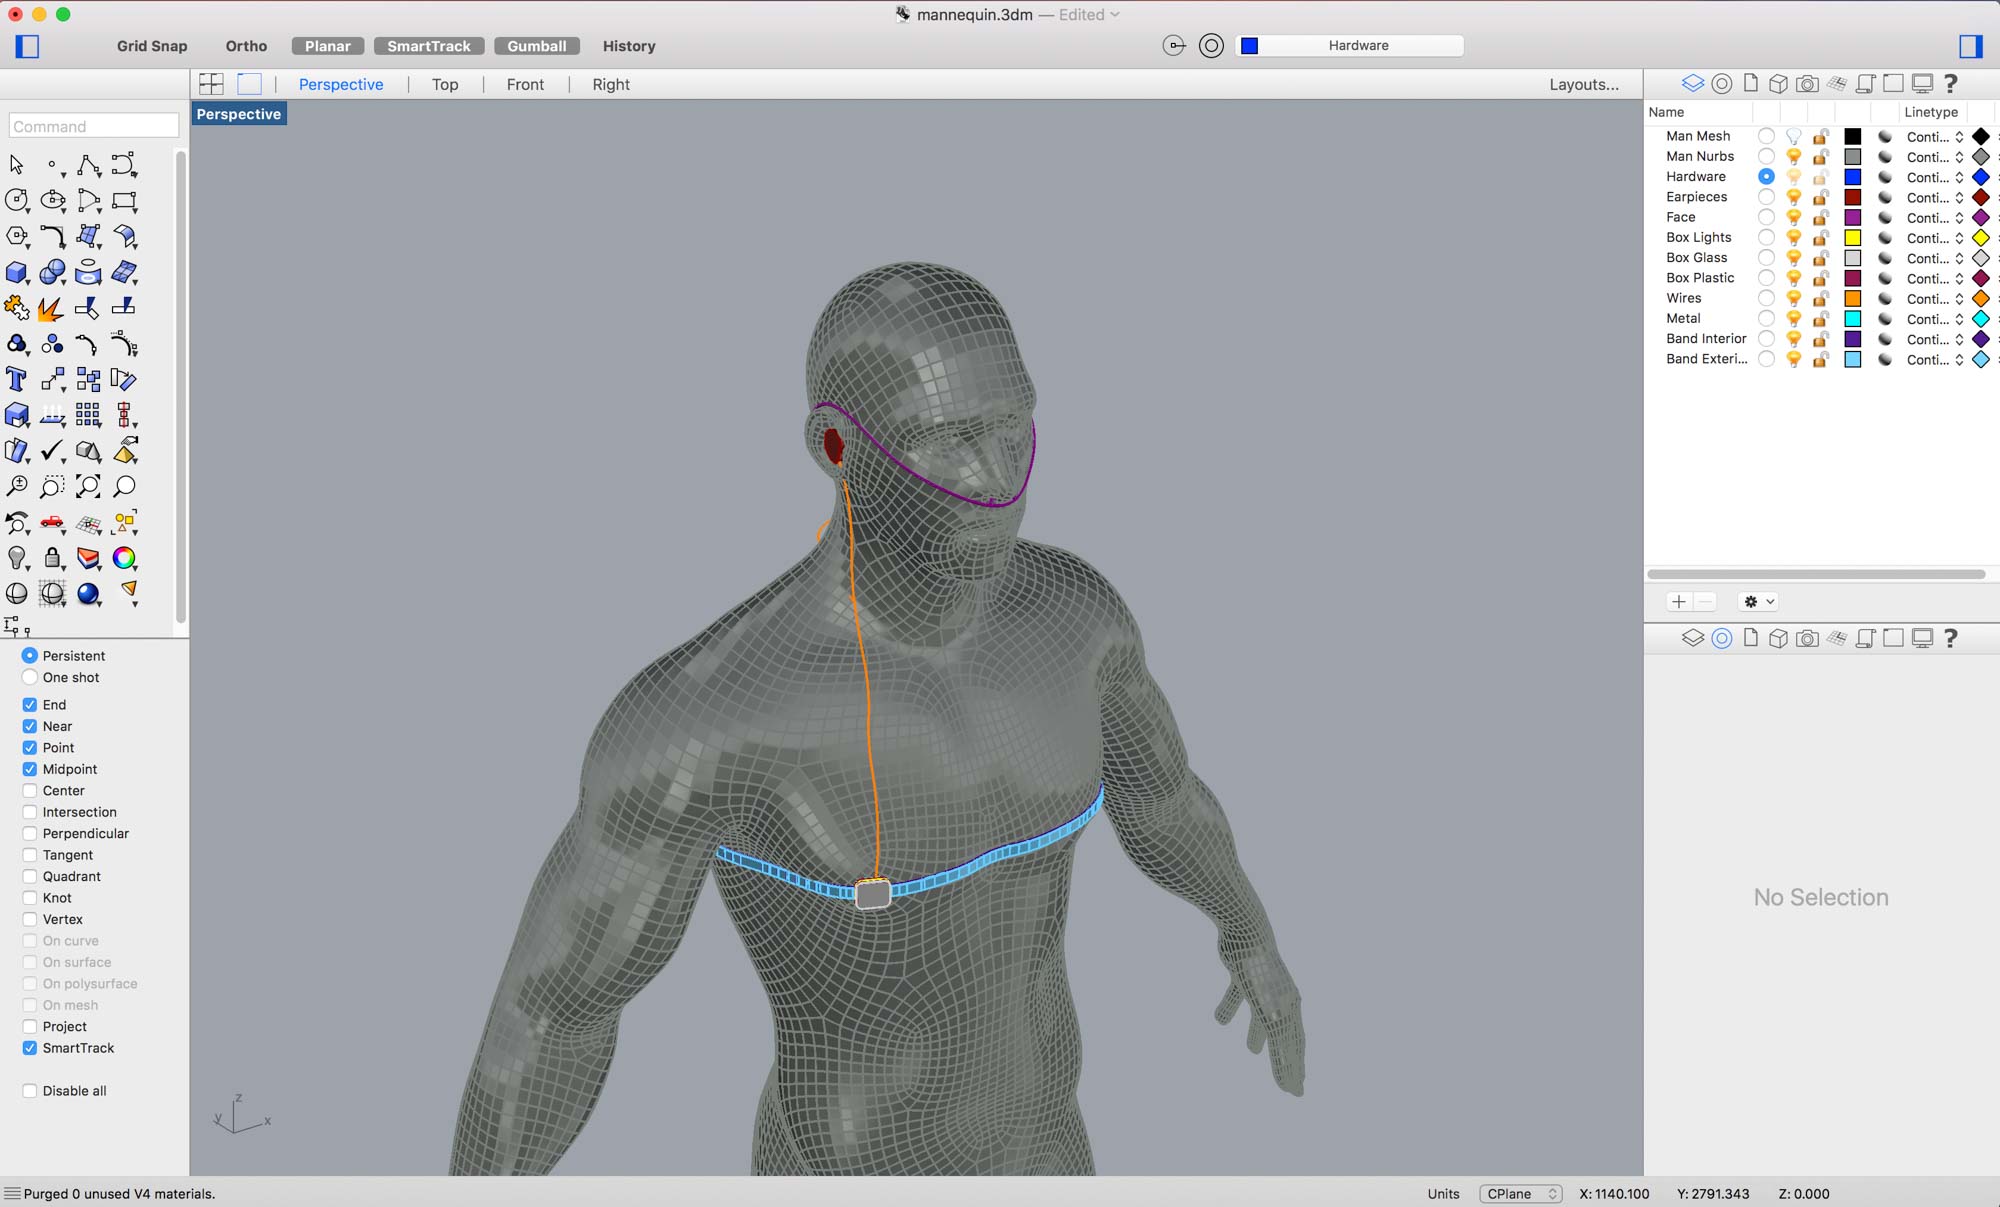 mannequin.3dm — Edited
Grid Snap Ortho Planar SmartTrack Gumball History Hardware
Perspective Top Front Right Layouts...
Perspective
Command
Name Linetype
Man Mesh Conti...
Man Nurbs Conti...
Hardware Conti...
Earpieces Conti...
Face Conti...
Box Lights Conti...
Box Glass Conti...
Box Plastic Conti...
Wires Conti...
Metal Conti...
Band Interior Conti...
Band Exteri... Conti...
Persistent
One shot
End
Near
Point
Midpoint
Center
Intersection
Perpendicular
Tangent
Quadrant
Knot
Vertex
On curve
On surface
On polysurface
On mesh
Project
SmartTrack
Disable all
No Selection
z
y
x
Purged 0 unused V4 materials.
Units CPlane X: 1140.100 Y: 2791.343 Z: 0.000